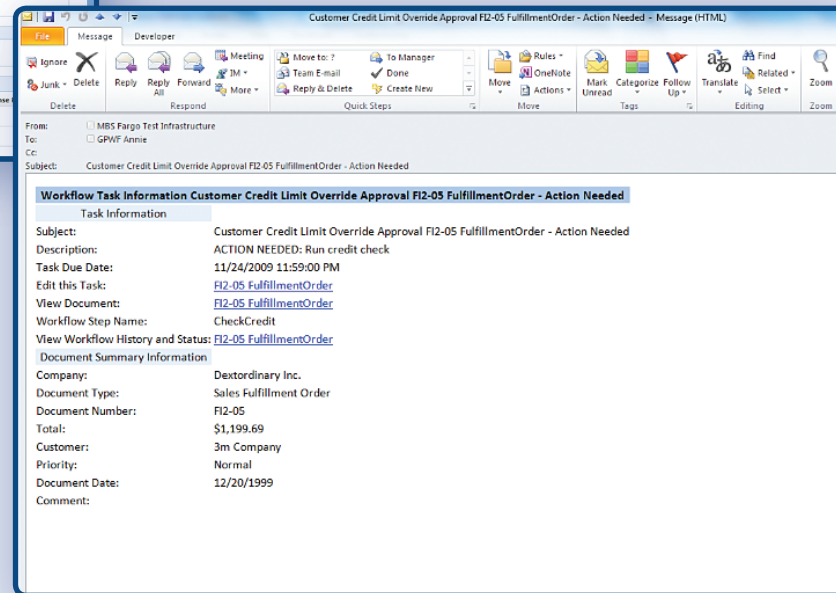 Customer Credit Limit Override Approval FI2-05 FulfillmentOrder - Action Needed - Message (HTML)
File Message Developer
Ignore
Junk
Delete
Reply
Reply All
Forward
Meeting
IM
More
Move to: ?
Team E-mail
Reply & Delete
To Manager
Done
Create New
Move
Rules
OneNote
Actions
Mark Unread
Categorize
Follow Up
Translate
Find
Related
Select
Zoom
Delete Respond Quick Steps Move Tags Editing Zoom
From: MBS Fargo Test Infrastructure
To: GPWF Annie
Cc:
Subject: Customer Credit Limit Override Approval FI2-05 FulfillmentOrder - Action Needed
Workflow Task Information Customer Credit Limit Override Approval FI2-05 FulfillmentOrder - Action Needed
Task Information
Subject: Customer Credit Limit Override Approval FI2-05 FulfillmentOrder - Action Needed
Description: ACTION NEEDED: Run credit check
Task Due Date: 11/24/2009 11:59:00 PM
Edit this Task: FI2-05 FulfillmentOrder
View Document: FI2-05 FulfillmentOrder
Workflow Step Name: CheckCredit
View Workflow History and Status: FI2-05 FulfillmentOrder
Document Summary Information
Company: Dextordinary Inc.
Document Type: Sales Fulfillment Order
Document Number: FI2-05
Total: $1,199.69
Customer: 3m Company
Priority: Normal
Document Date: 12/20/1999
Comment: